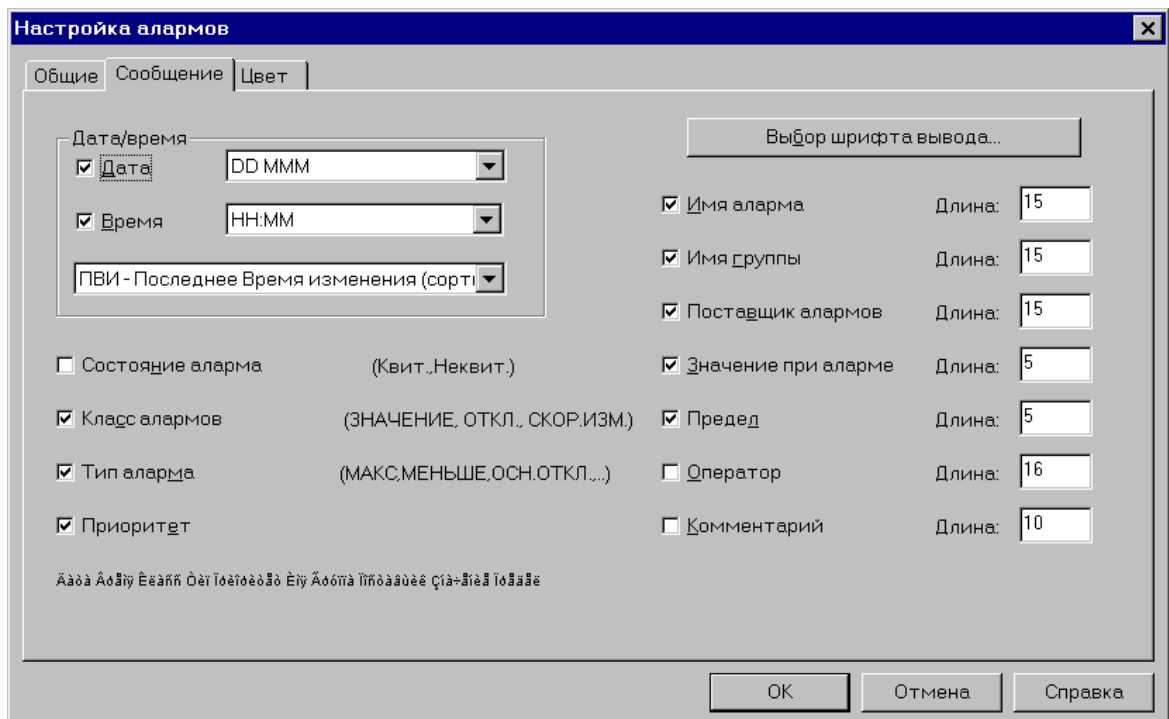 Настройка алармов
Общие Сообщение Цвет
Дата/время
Дата DD MMM
Время HH:MM
ПВИ - Последнее Время изменения (сорти
Состояние аларма (Квит.,Неквит.)
Класс алармов (ЗНАЧЕНИЕ, ОТКЛ., СКОР.ИЗМ.)
Тип аларма (МАКС,МЕНЬШЕ,ОСН.ОТКЛ.,..)
Приоритет
Выбор шрифта вывода...
Имя аларма Длина: 15
Имя группы Длина: 15
Поставщик алармов Длина: 15
Значение при аларме Длина: 5
Предел Длина: 5
Оператор Длина: 16
Комментарий Длина: 10
Äàòà Âðåìÿ Êëàññ Òèï Ïðèîðèòåò Èìÿ Ãðóïïà Ïîñòàâùèê Çíà÷åíèå Ïðåäåë
OK Отмена Справка